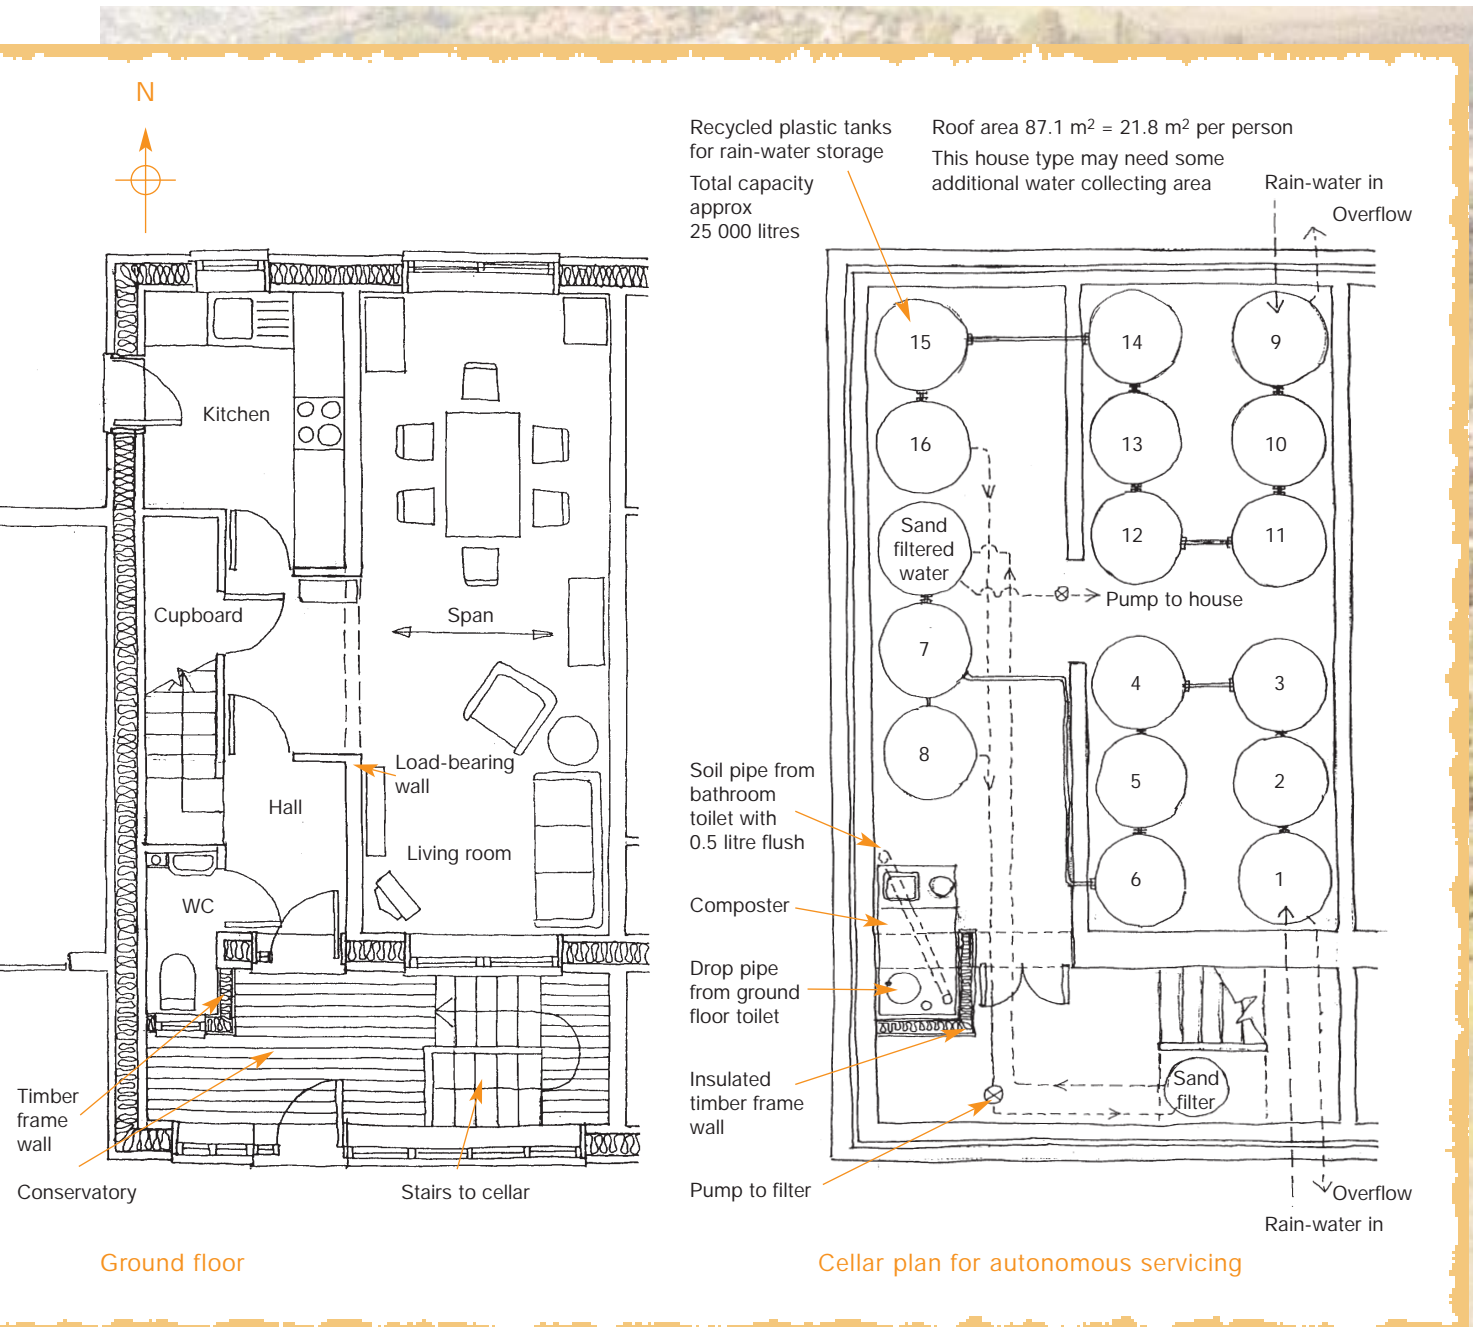 N
Recycled plastic tanks
for rain-water storage
Total capacity
approx
25 000 litres
Roof area 87.1 m² = 21.8 m² per person
This house type may need some
additional water collecting area
Rain-water in
Overflow
Kitchen
Cupboard
Span
Load-bearing
wall
Hall
Living room
WC
Timber
frame
wall
Conservatory
Stairs to cellar
Ground floor
15
14
9
16
13
10
Sand
filtered
water
12
11
Pump to house
7
4
3
8
5
2
6
1
Soil pipe from
bathroom
toilet with
0.5 litre flush
Composter
Drop pipe
from ground
floor toilet
Insulated
timber frame
wall
Sand
filter
Pump to filter
Overflow
Rain-water in
Cellar plan for autonomous servicing